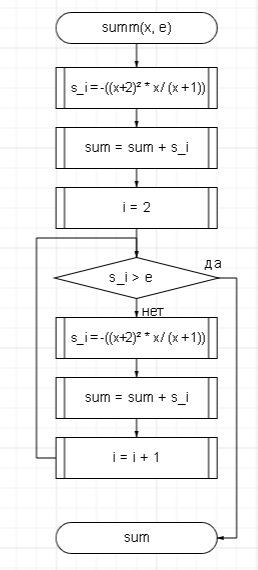 summ(x, e)
s_i = -((x+2)² * x / (x + 1))
sum = sum + s_i
i = 2
s_i > e
да
нет
s_i = -((x+2)² * x / (x + 1))
sum = sum + s_i
i = i + 1
sum